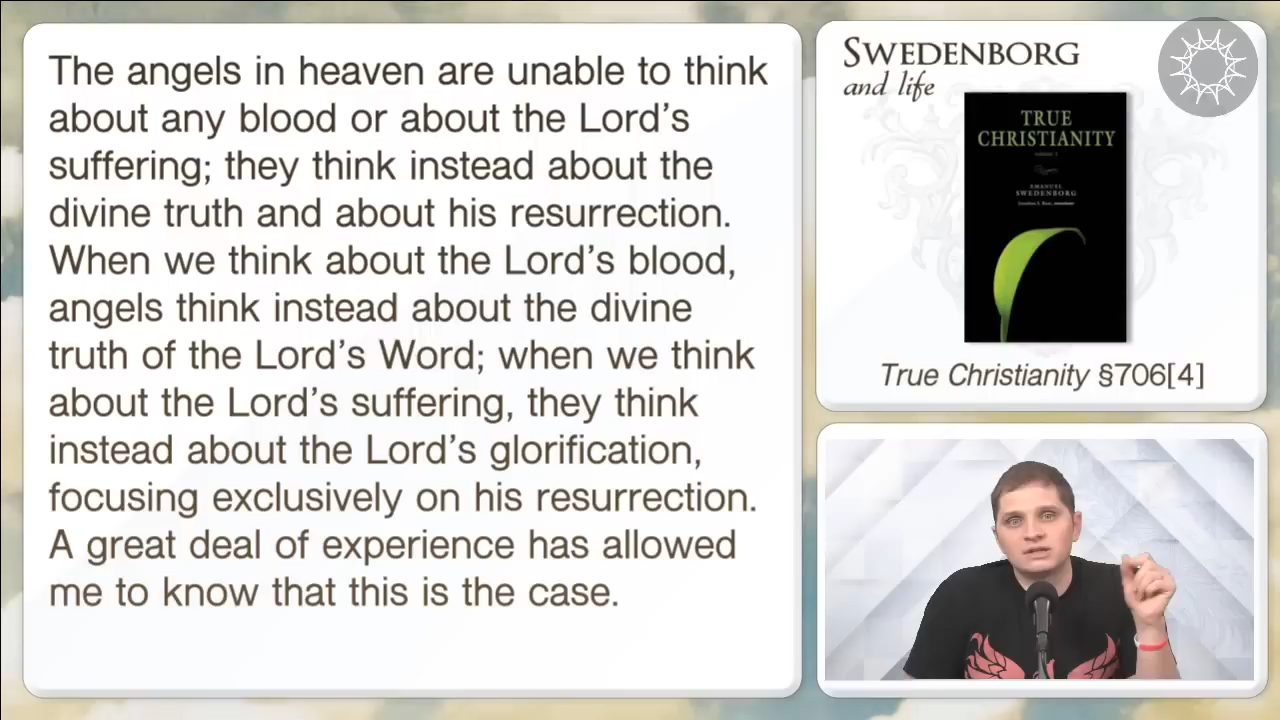 The angels in heaven are unable to think
about any blood or about the Lord’s
suffering; they think instead about the
divine truth and about his resurrection.
When we think about the Lord’s blood,
angels think instead about the divine
truth of the Lord’s Word; when we think
about the Lord’s suffering, they think
instead about the Lord’s glorification,
focusing exclusively on his resurrection.
A great deal of experience has allowed
me to know that this is the case.
SWEDENBORG
and life
TRUE
CHRISTIANITY
EMANUEL
SWEDENBORG
True Christianity §706[4]